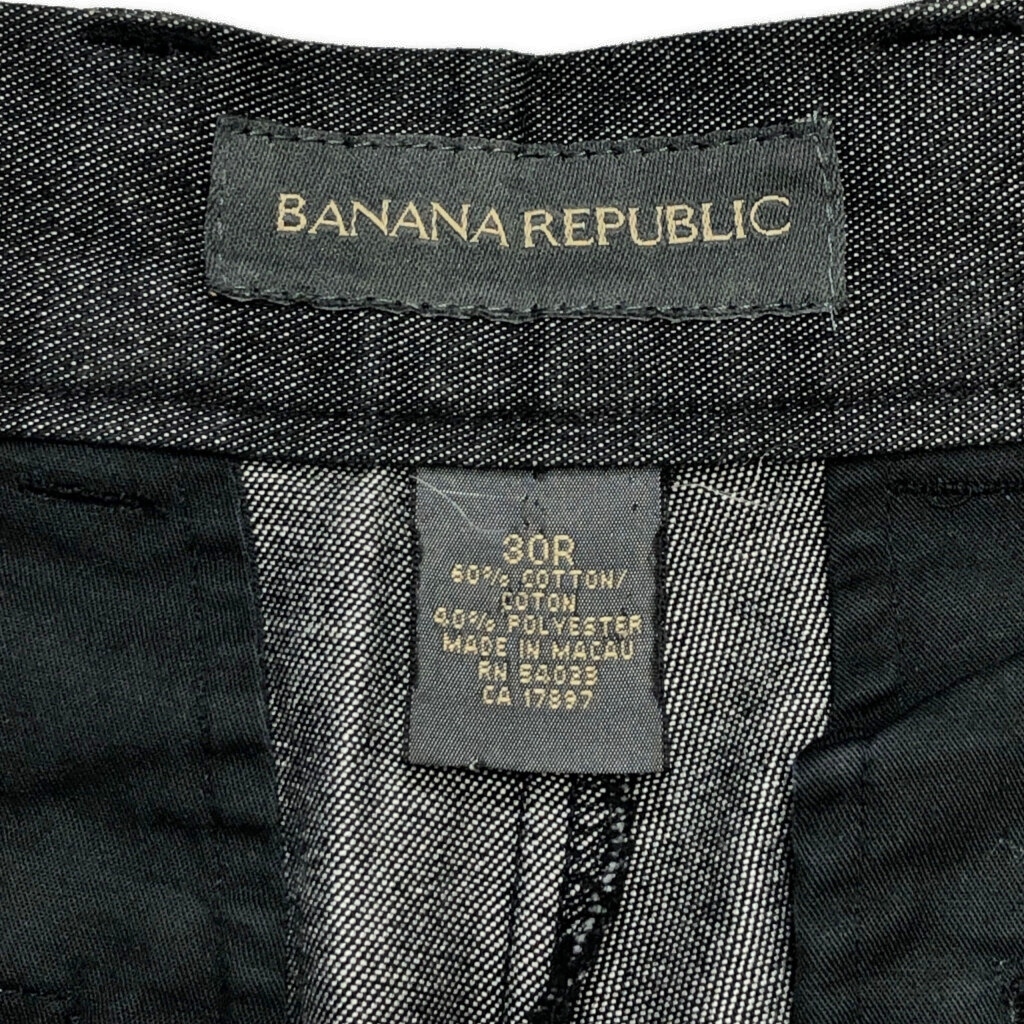 BANANA REPUBLIC
30R
60% COTTON/
COTON
40% POLYESTER
MADE IN MACAU
RN 54023
CA 17897